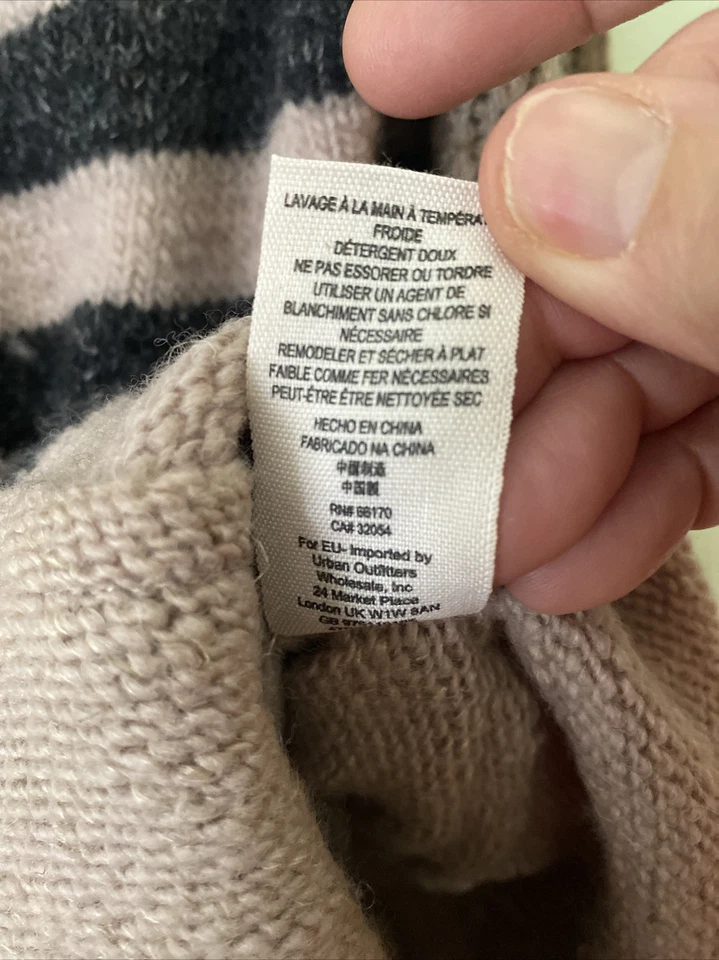 LAVAGE À LA MAIN À
FROIDE
DÉTERGENT DOUX
NE PAS ESSORER OU TORDRE
UTILISER UN AGENT DE
BLANCHIMENT SANS CHLORE SI
NÉCESSAIRE
REMODELER ET SÉCHER À PLAT
FAIBLE COMME FER NÉCESSAIRES
PEUT-ÊTRE ÊTRE NETTOYÉE SEC
HECHO EN CHINA
FABRICADO NA CHINA
中国制造
中国製
RN# 66170
CA# 32054
For EU- Imported by
Urban Outfitters
Wholesale, Inc
24 Market Place
London UK W1W 8AN
GB